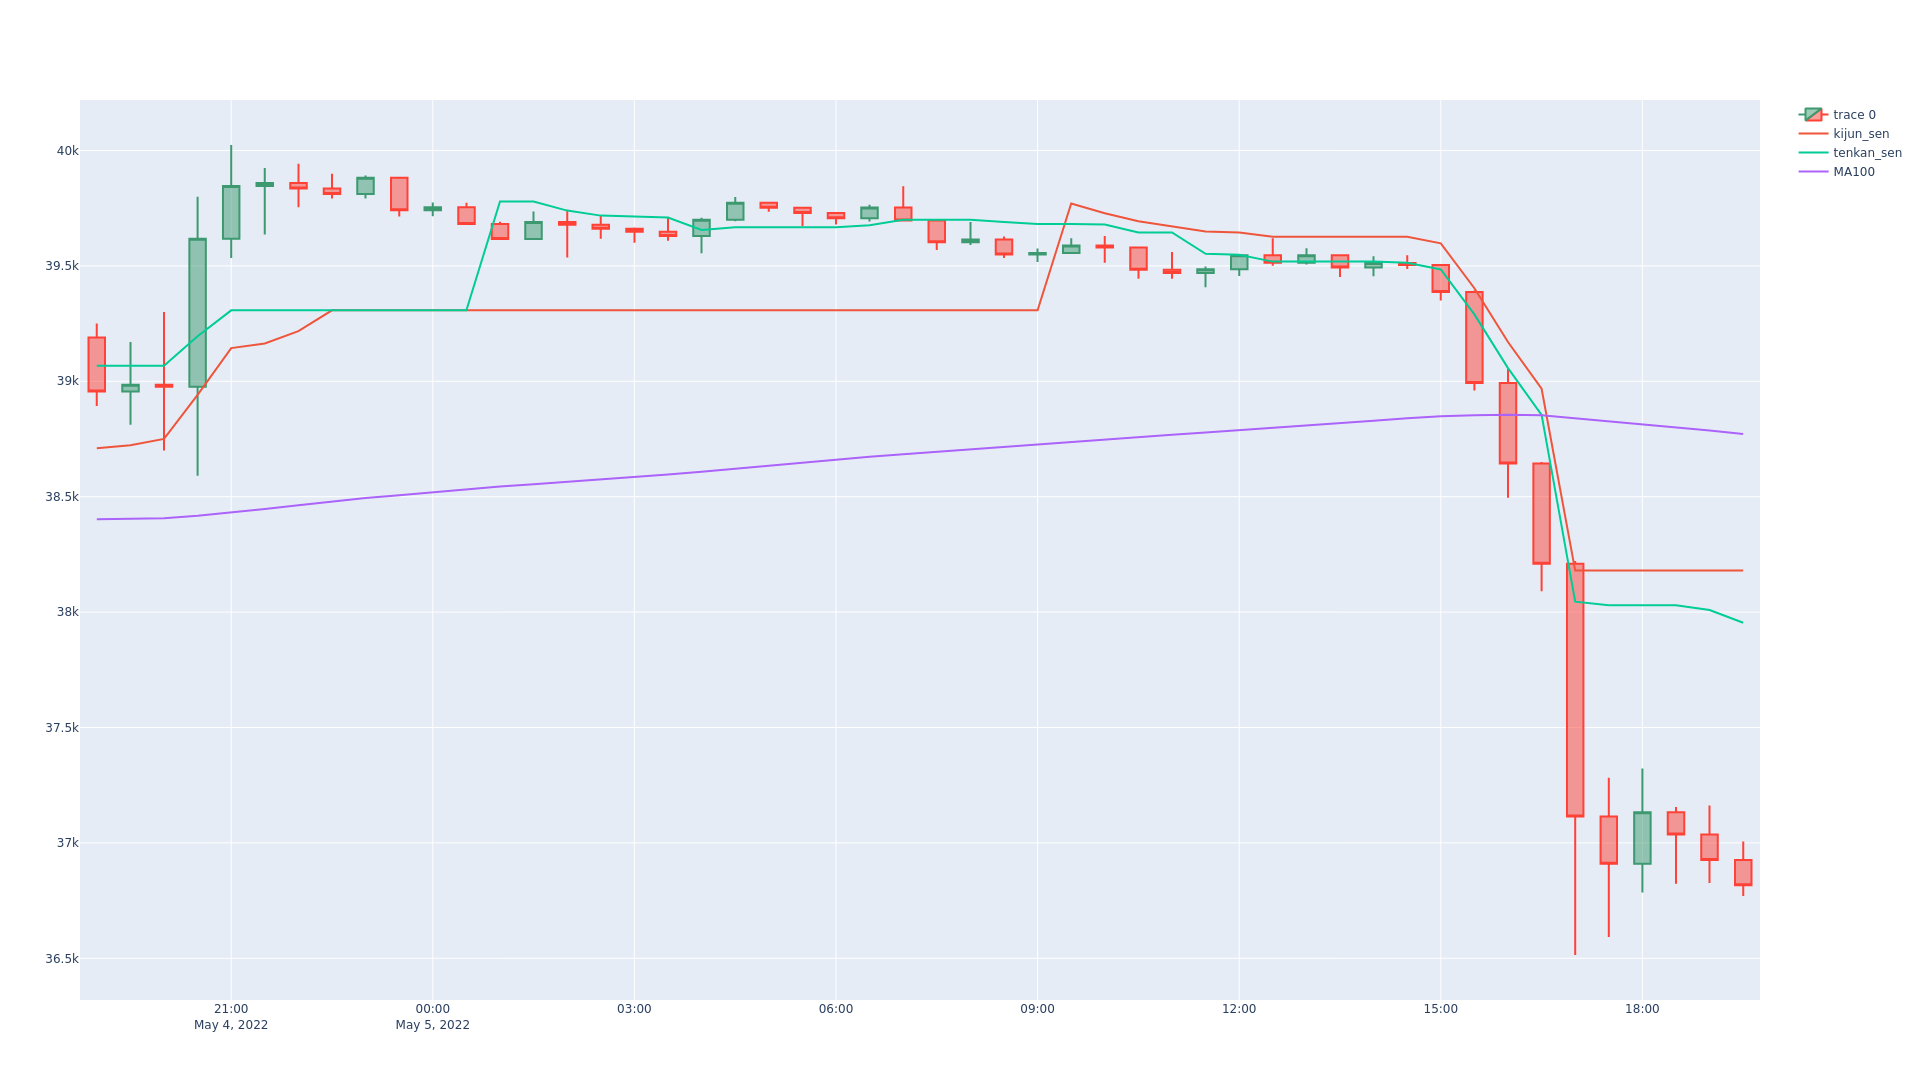 trace 0
kijun_sen
tenkan_sen
MA100
40k
39.5k
39k
38.5k
38k
37.5k
37k
36.5k
21:00
May 4, 2022
00:00
May 5, 2022
03:00
06:00
09:00
12:00
15:00
18:00